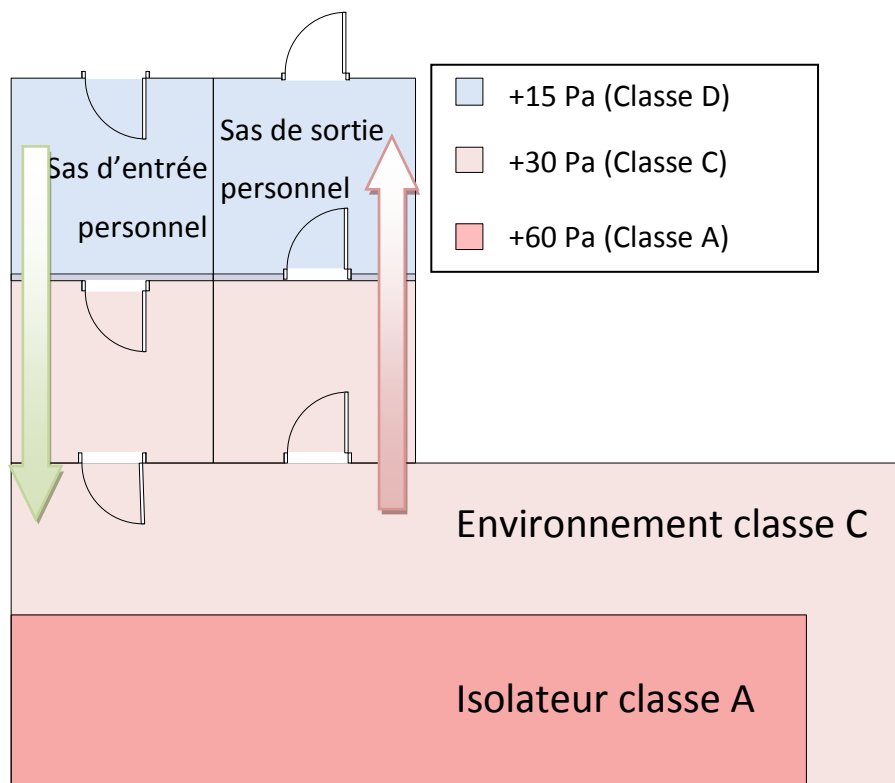 Sas d’entrée
personnel
Sas de sortie
personnel
+15 Pa (Classe D)
+30 Pa (Classe C)
+60 Pa (Classe A)
Environnement classe C
Isolateur classe A